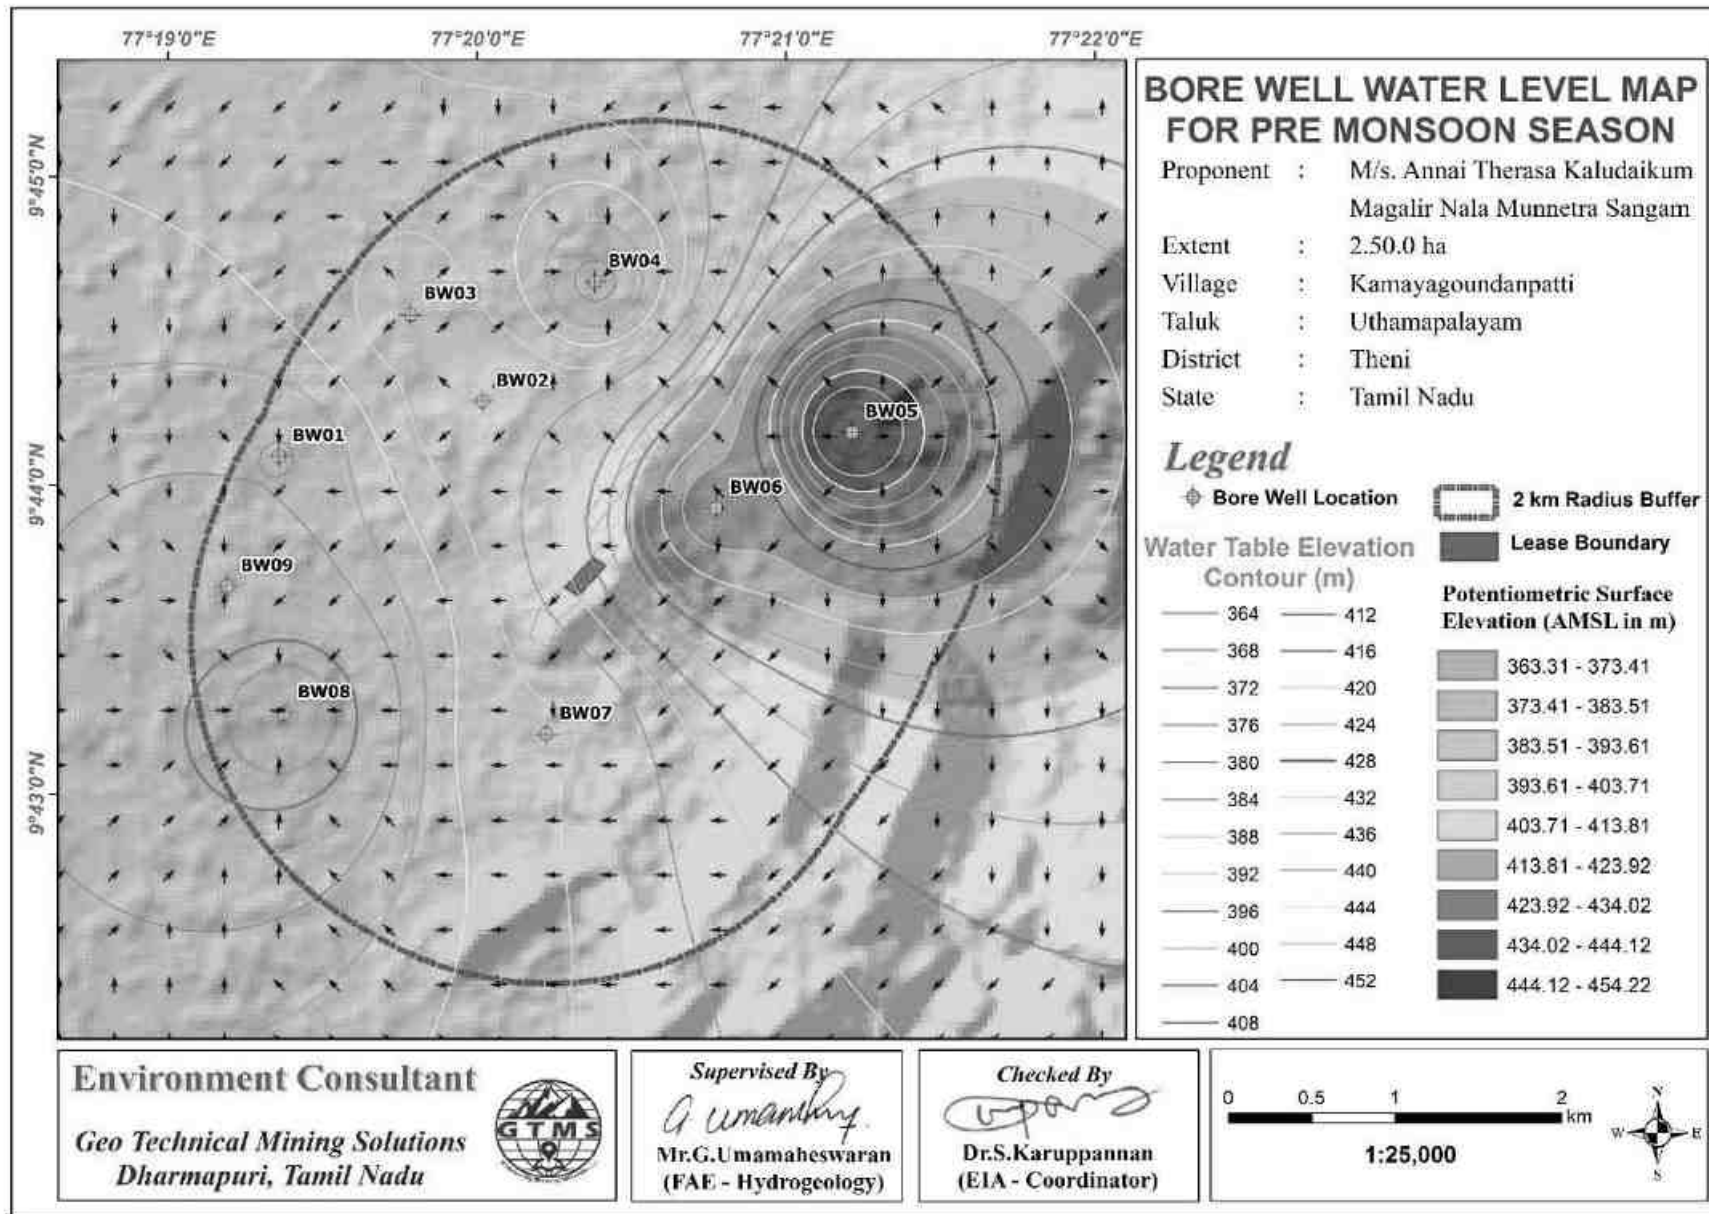 77°19'0"E 77°20'0"E 77°21'0"E 77°22'0"E
9°45'0"N
9°44'0"N
9°43'0"N
BW04
BW03
BW02
BW05
BW01
BW06
BW09
BW08
BW07
BORE WELL WATER LEVEL MAP
FOR PRE MONSOON SEASON
Proponent : M/s. Annai Therasa Kaludaikum
Magalir Nala Munnetra Sangam
Extent : 2.50.0 ha
Village : Kamayagoundanpatti
Taluk : Uthamapalayam
District : Theni
State : Tamil Nadu
Legend
Bore Well Location
2 km Radius Buffer
Lease Boundary
Water Table Elevation
Contour (m)
364 412
368 416
372 420
376 424
380 428
384 432
388 436
392 440
396 444
400 448
404 452
408
Potentiometric Surface
Elevation (AMSL in m)
363.31 - 373.41
373.41 - 383.51
383.51 - 393.61
393.61 - 403.71
403.71 - 413.81
413.81 - 423.92
423.92 - 434.02
434.02 - 444.12
444.12 - 454.22
Environment Consultant
Geo Technical Mining Solutions
Dharmapuri, Tamil Nadu
GTMS
Supervised By
Mr.G.Umamaheswaran
(FAE - Hydrogeology)
Checked By
Dr.S.Karuppannan
(EIA - Coordinator)
0 0.5 1 2
km
1:25,000
N
W E
S